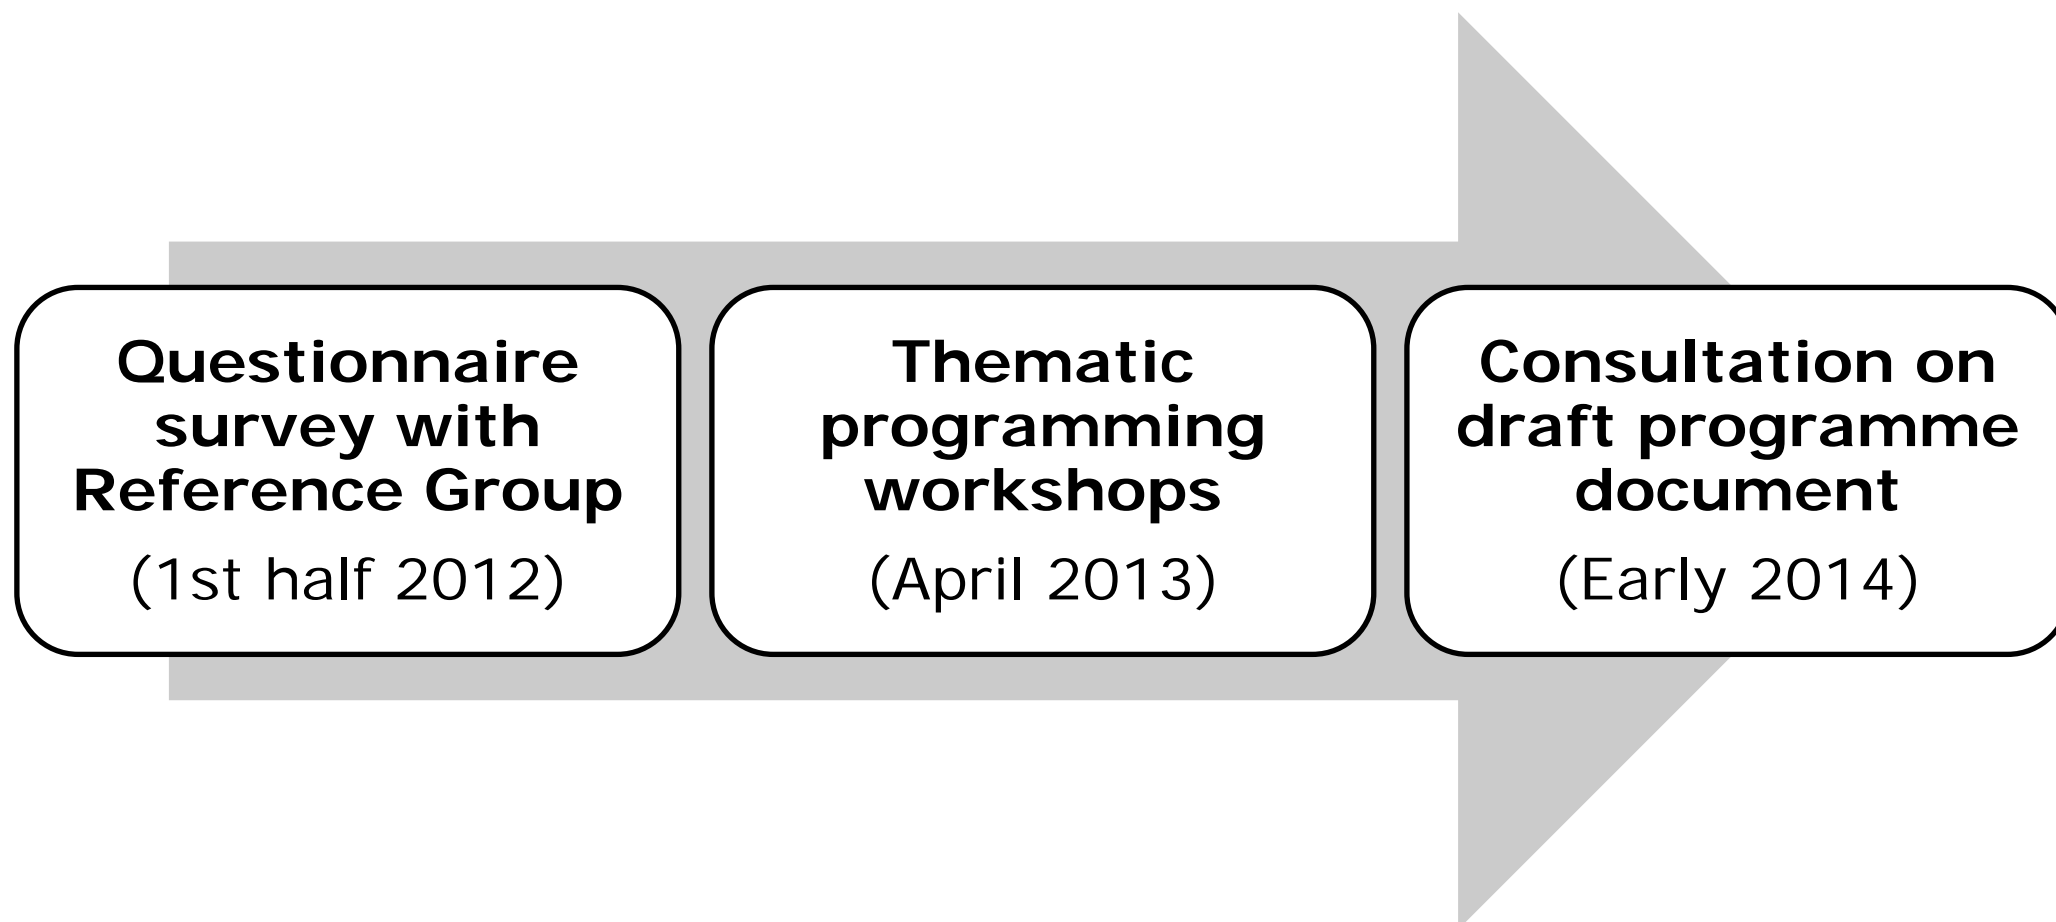 Questionnaire
survey with
Reference Group
(1st half 2012)
Thematic
programming
workshops
(April 2013)
Consultation on
draft programme
document
(Early 2014)